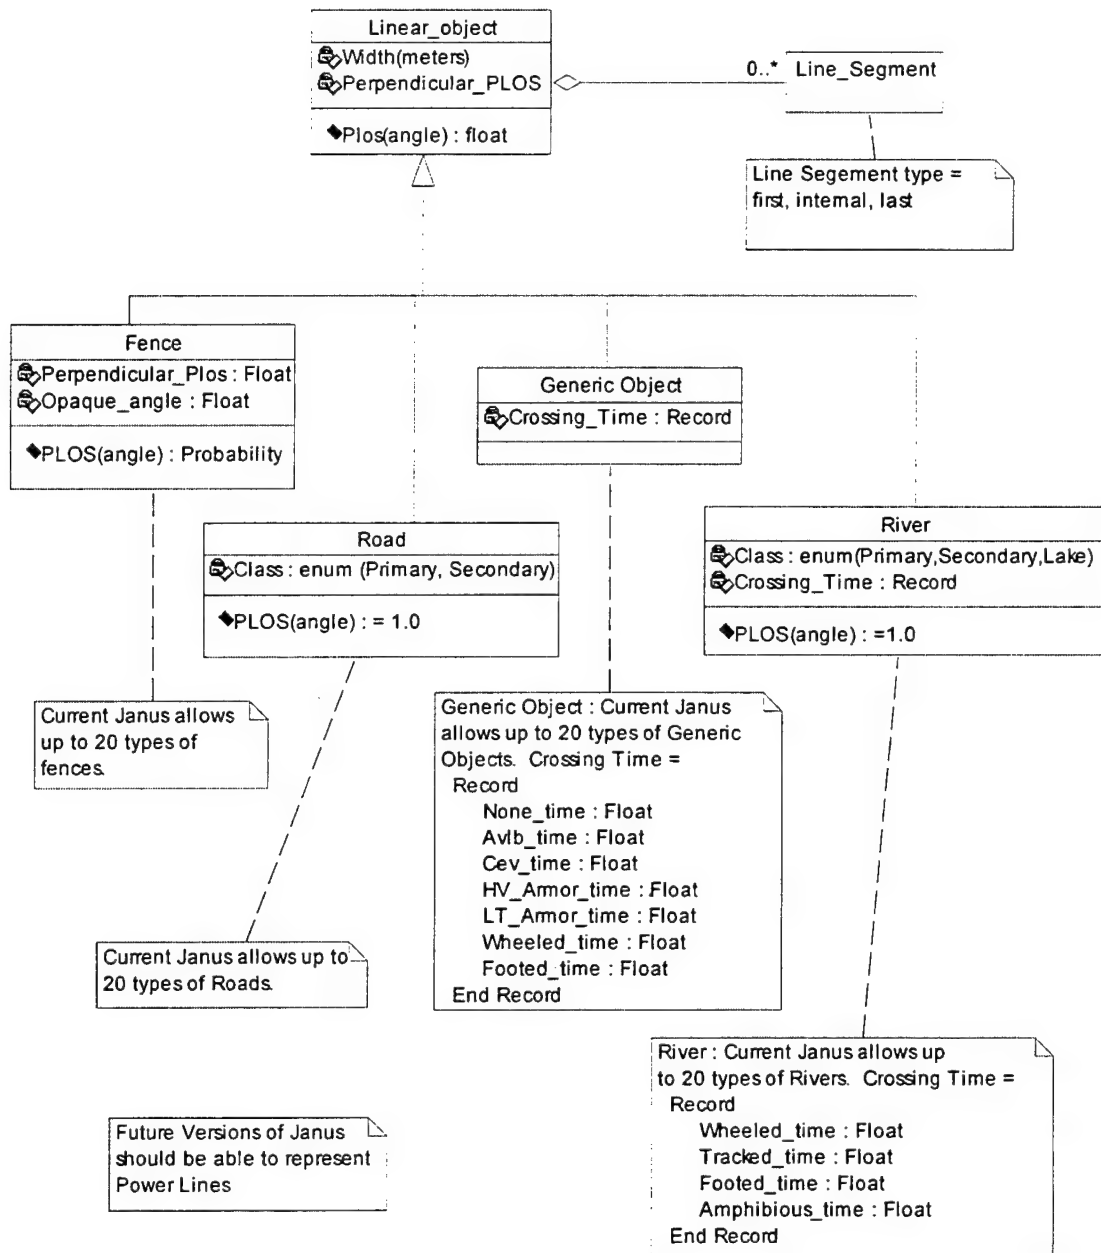 Linear_object
Width(meters)
Perpendicular_PLOS
Plos(angle) : float
0..* Line_Segment
Line Segement type =
first, internal, last
Fence
Perpendicular_Plos : Float
Opaque_angle : Float
PLOS(angle) : Probability
Generic Object
Crossing_Time : Record
Road
Class : enum (Primary, Secondary)
PLOS(angle) : = 1.0
River
Class : enum(Primary,Secondary,Lake)
Crossing_Time : Record
PLOS(angle) : =1.0
Current Janus allows
up to 20 types of
fences.
Generic Object : Current Janus
allows up to 20 types of Generic
Objects. Crossing Time =
Record
None_time : Float
Avlb_time : Float
Cev_time : Float
HV_Armor_time : Float
LT_Armor_time : Float
Wheeled_time : Float
Footed_time : Float
End Record
Current Janus allows up to
20 types of Roads.
River : Current Janus allows up
to 20 types of Rivers. Crossing Time =
Record
Wheeled_time : Float
Tracked_time : Float
Footed_time : Float
Amphibious_time : Float
End Record
Future Versions of Janus
should be able to represent
Power Lines